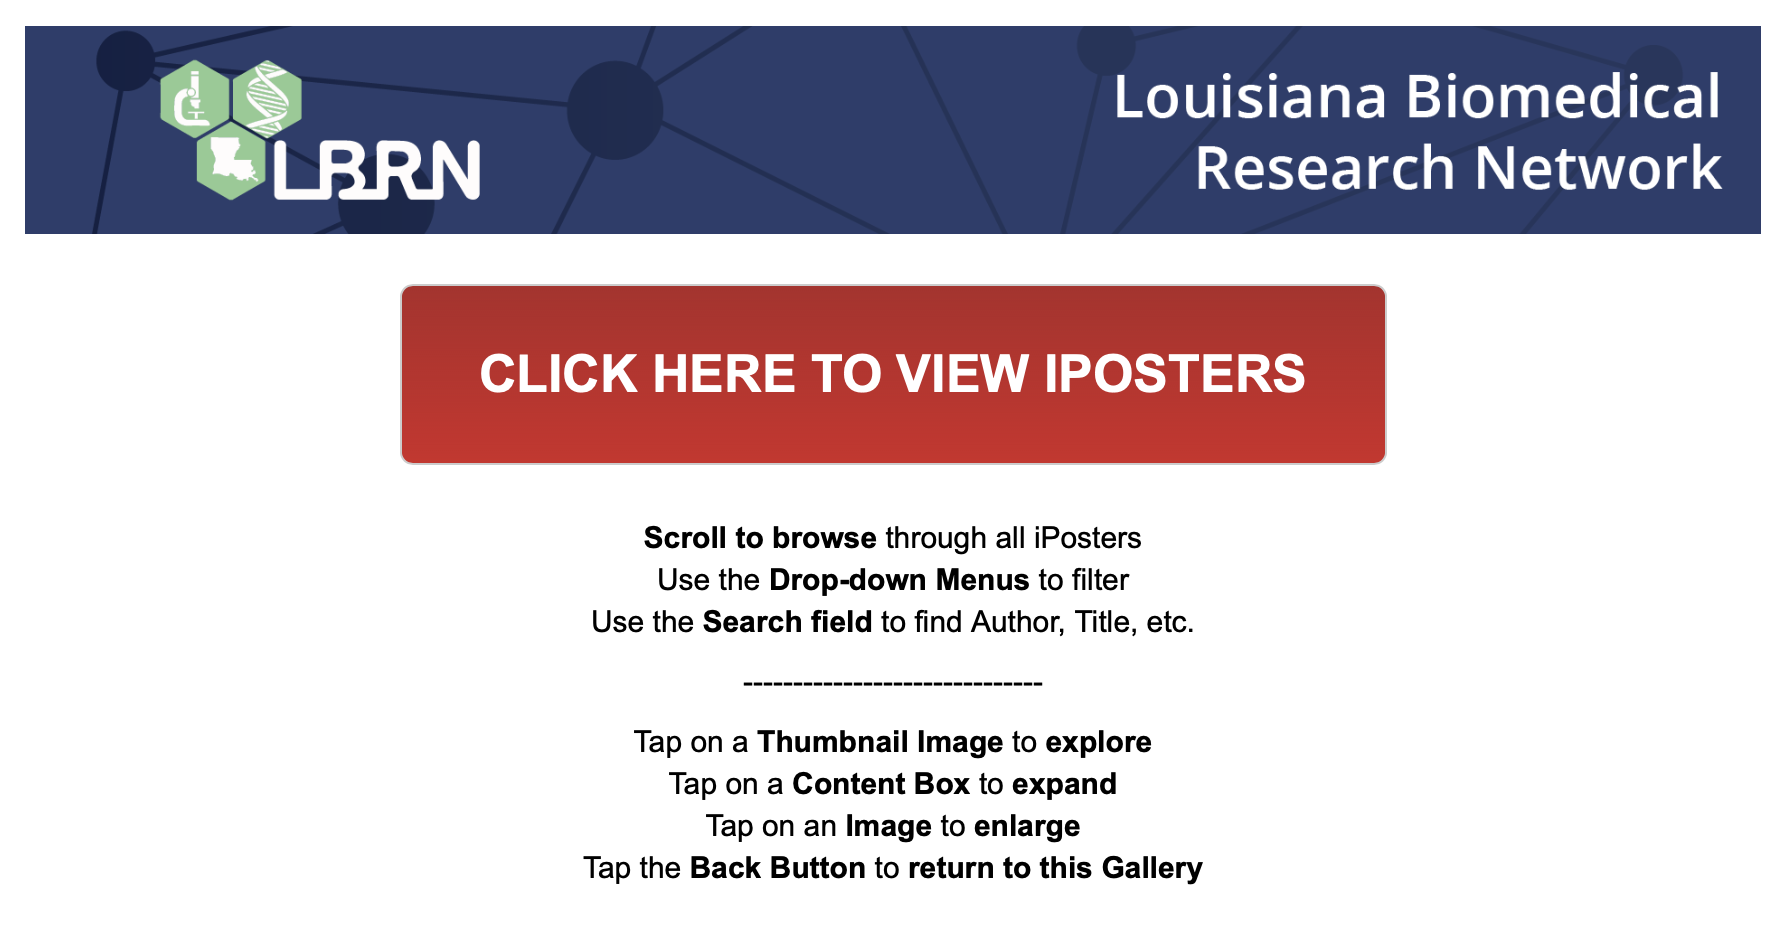 LBRN
Louisiana Biomedical
Research Network
CLICK HERE TO VIEW IPOSTERS
Scroll to browse through all iPosters
Use the Drop-down Menus to filter
Use the Search field to find Author, Title, etc.
------------------------------
Tap on a Thumbnail Image to explore
Tap on a Content Box to expand
Tap on an Image to enlarge
Tap the Back Button to return to this Gallery